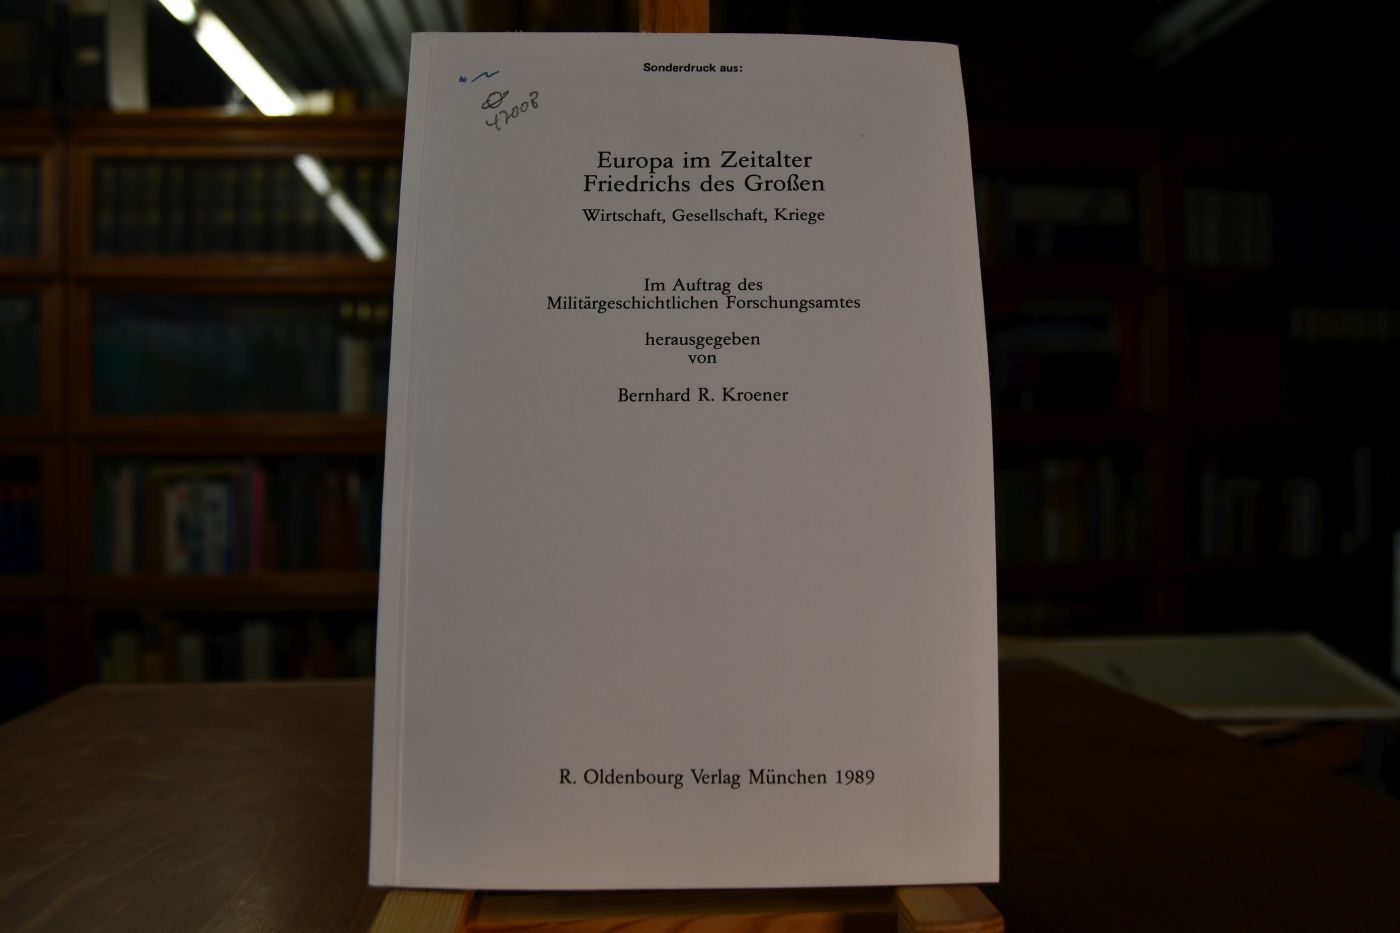 Sonderdruck aus:
47008
Europa im Zeitalter
Friedrichs des Großen
Wirtschaft, Gesellschaft, Kriege
Im Auftrag des
Militärgeschichtlichen Forschungsamtes
herausgegeben
von
Bernhard R. Kroener
R. Oldenbourg Verlag München 1989